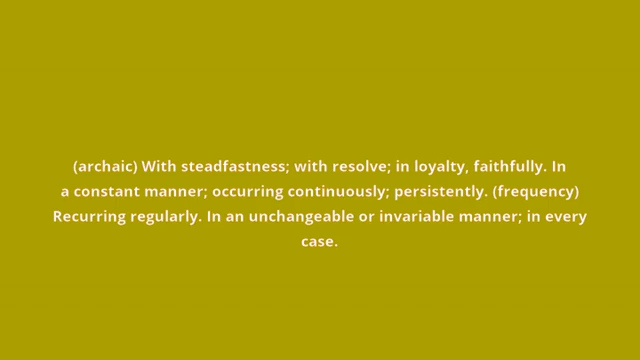 (archaic) With steadfastness; with resolve; in loyalty, faithfully. In
a constant manner; occurring continuously; persistently. (frequency)
Recurring regularly. In an unchangeable or invariable manner; in every
case.